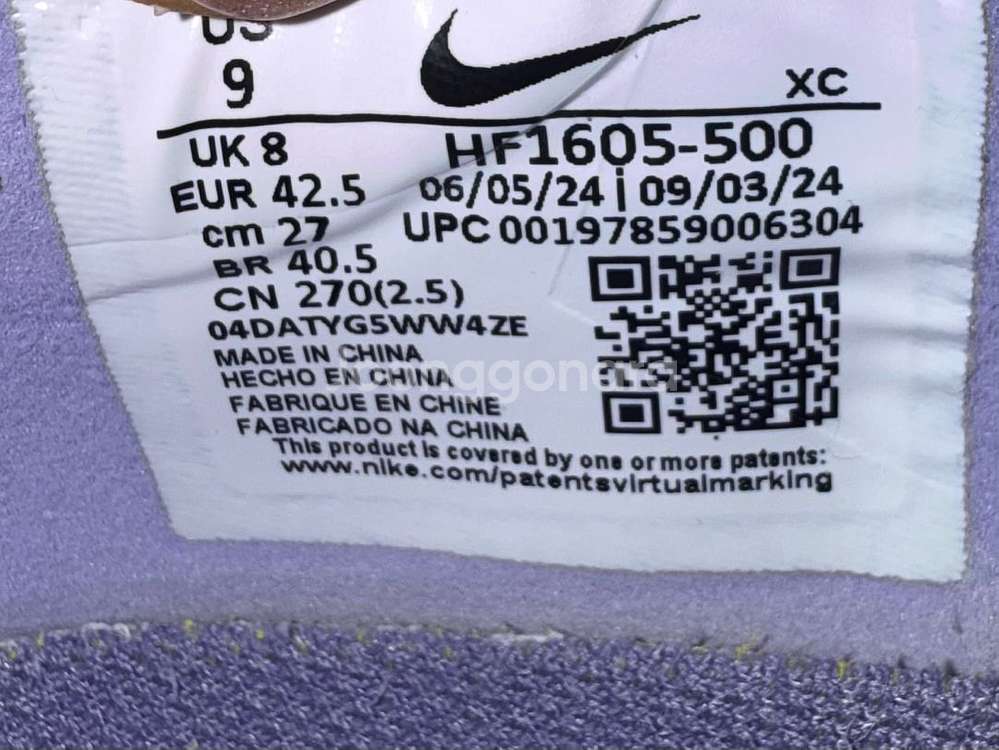 US
9
XC
UK 8
HF1605-500
EUR 42.5
06/05/24 | 09/03/24
cm 27
UPC 001978590006304
BR 40.5
CN 270(2.5)
04DATYG5WW4ZE
MADE IN CHINA
HECHO EN CHINA
FABRIQUE EN CHINE
FABRICADO NA CHINA
This product is covered by one or more patents:
www.nike.com/patentsvirtualmarking